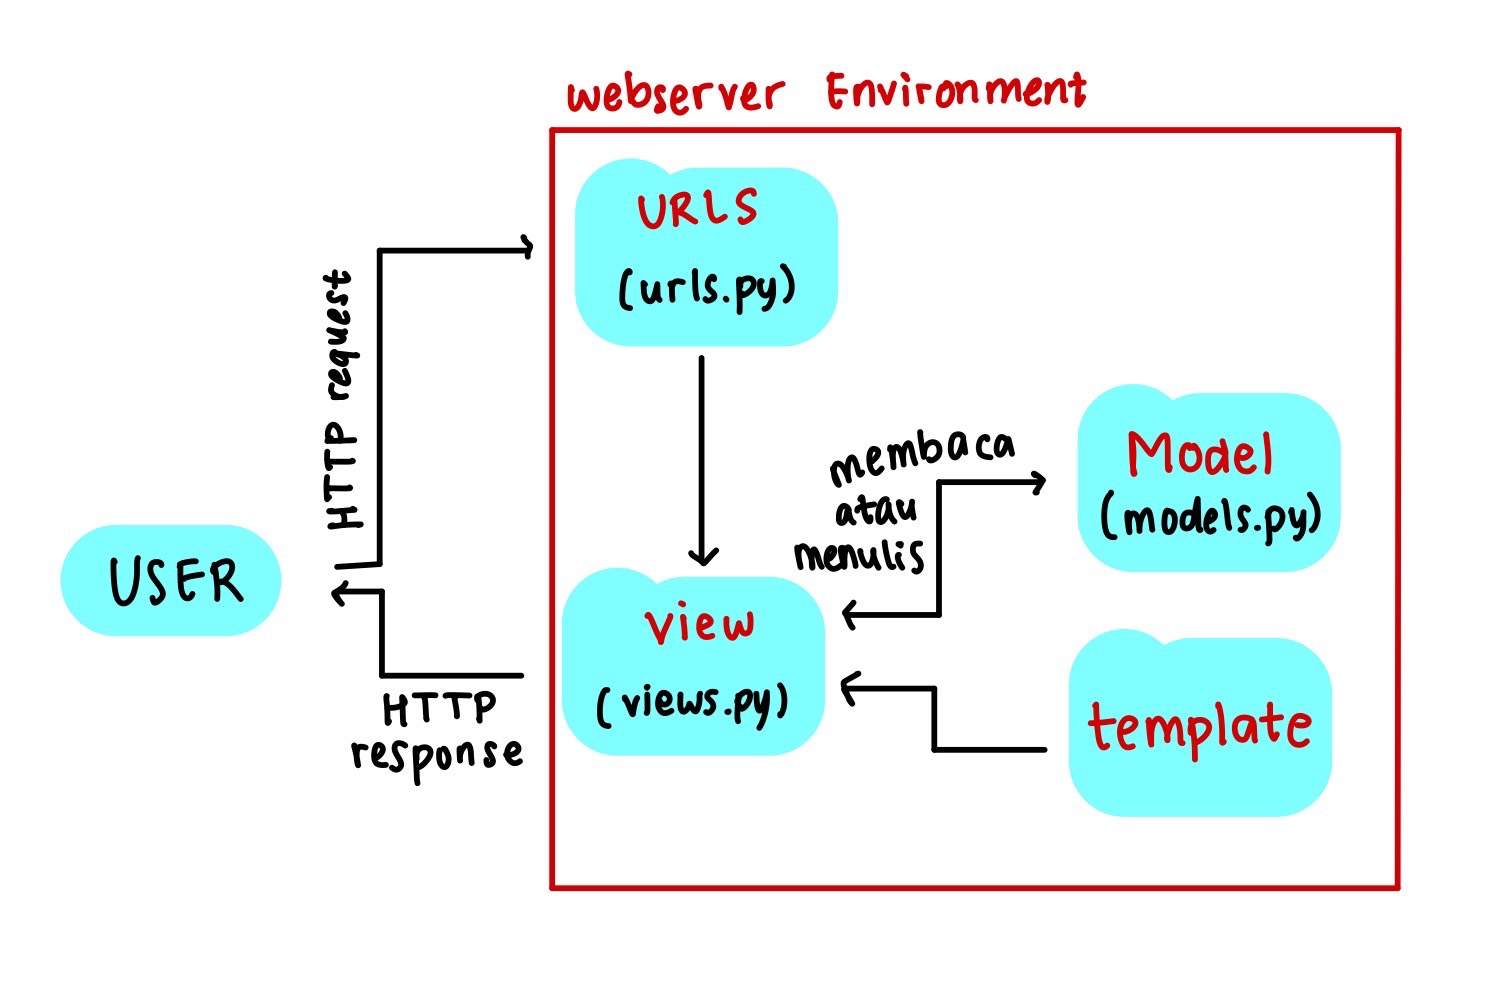 webserver Environment
URLS
(urls.py)
HTTP request
membaca
atau
menulis
Model
(models.py)
USER
view
(views.py)
HTTP
response
template